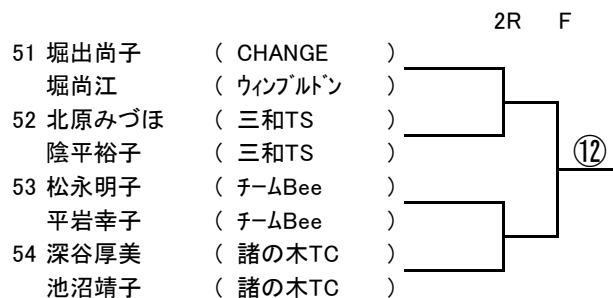 2R F
51 堀出尚子 ( CHANGE )
堀尚江 ( ウィンブルドン )
52 北原みづほ ( 三和TS )
陰平裕子 ( 三和TS )
⑫
53 松永明子 ( チームBee )
平岩幸子 ( チームBee )
54 深谷厚美 ( 諸の木TC )
池沼靖子 ( 諸の木TC )